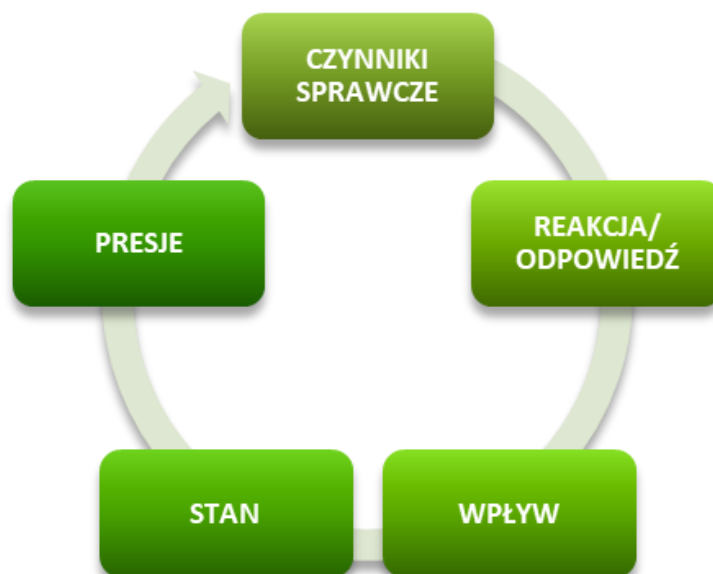 CZYNNIKI
SPRAWCZE
REAKCJA/
ODPOWIEDŹ
WPŁYW
STAN
PRESJE